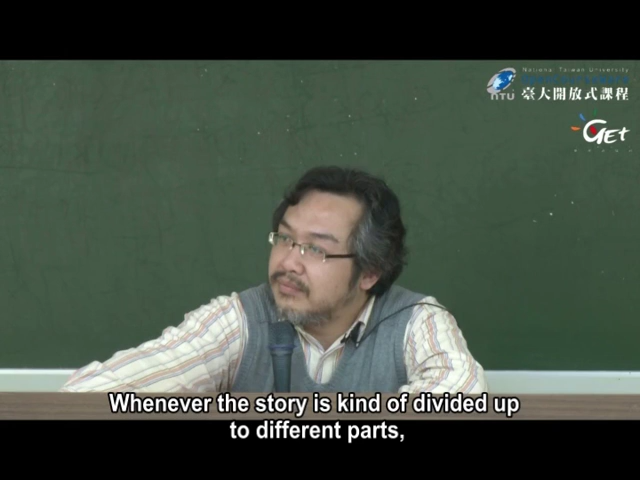 National Taiwan University
NTU 臺大開放式課程
GEt
Whenever the story is kind of divided up
to different parts,